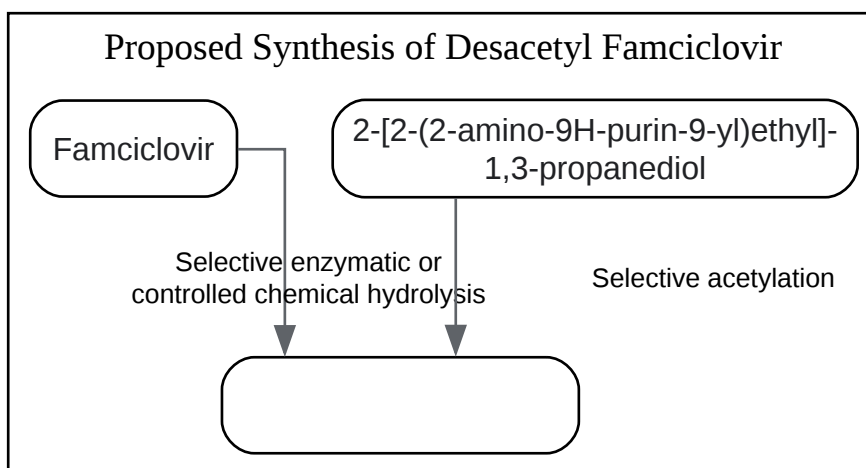 Proposed Synthesis of Desacetyl Famciclovir
Famciclovir
2-[2-(2-amino-9H-purin-9-yl)ethyl]-
1,3-propanediol
Selective enzymatic or
controlled chemical hydrolysis
Selective acetylation